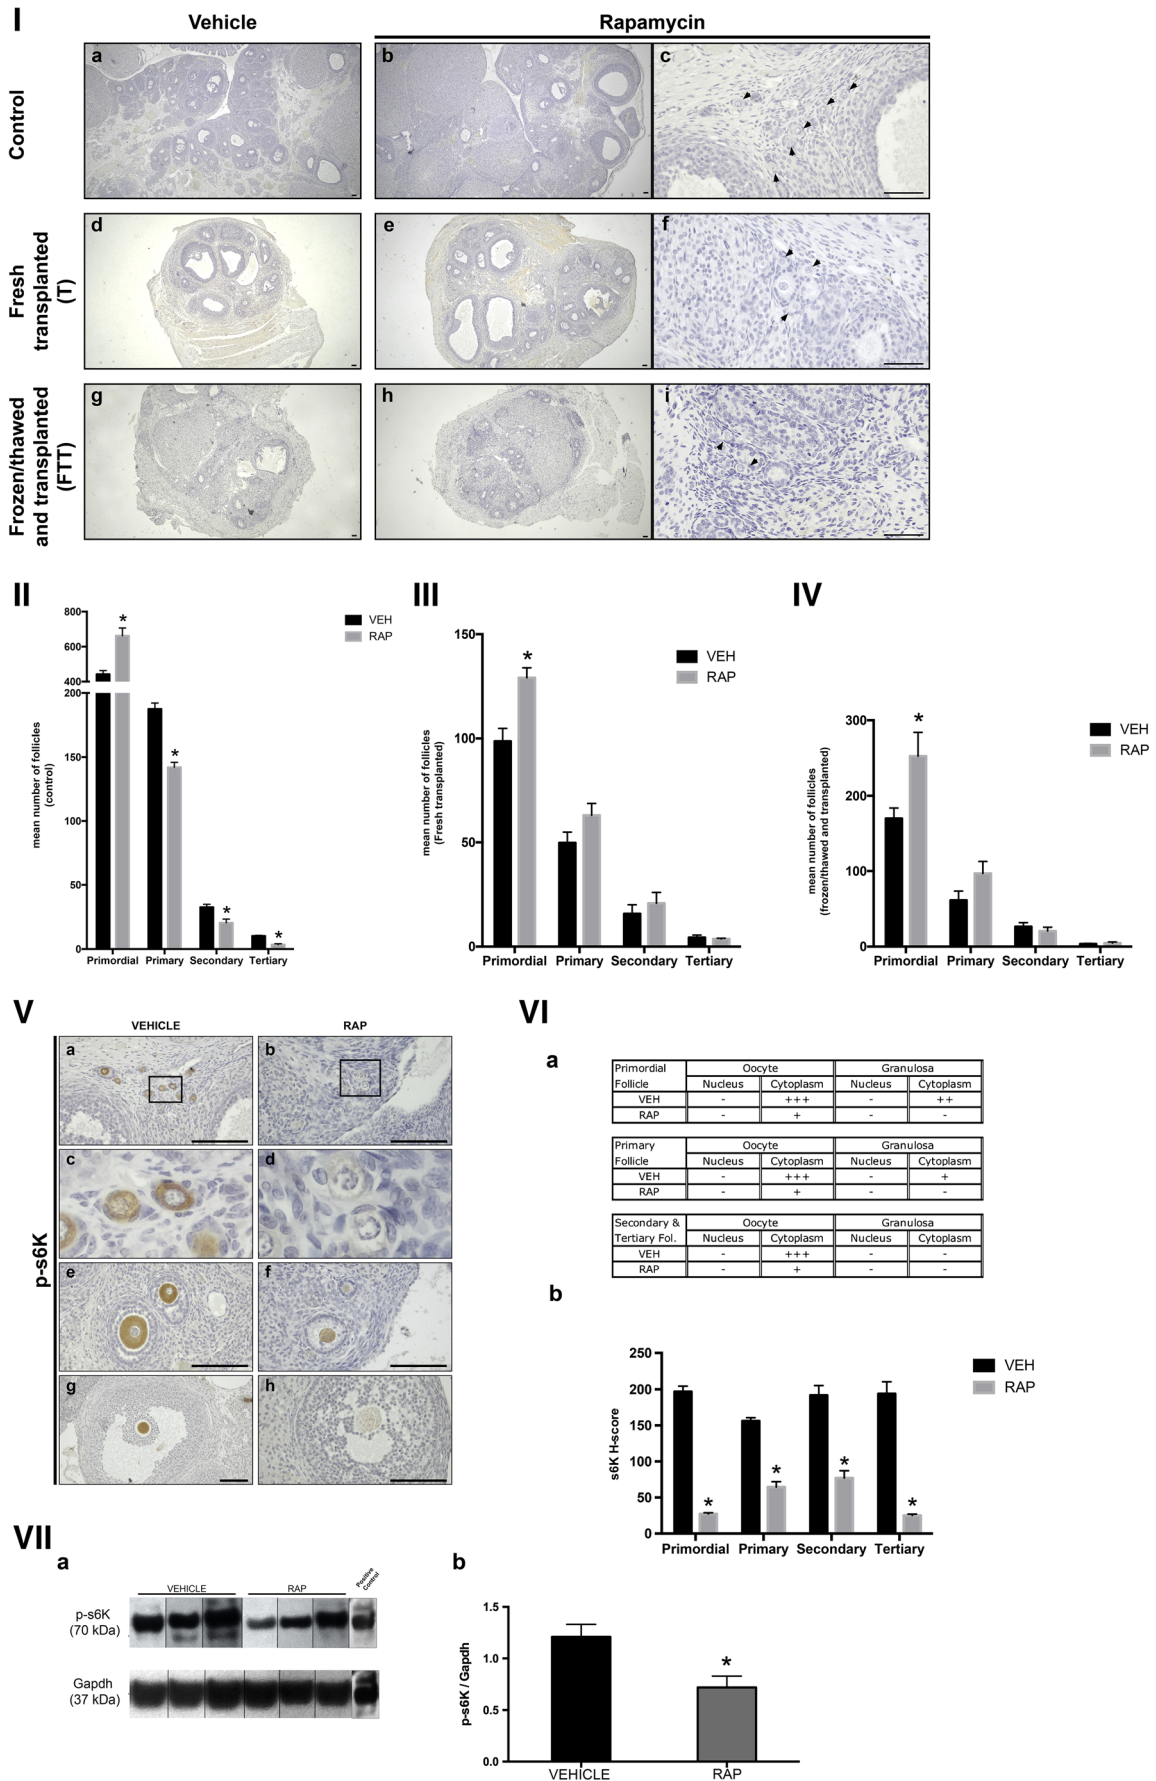 I
Vehicle
Rapamycin
Control
a
b
c
Fresh
transplanted
(T)
d
e
f
Frozen/thawed
and transplanted
(FTT)
g
h
i
II
800
600
400
200
150
100
50
0
mean number of follicles
(control)
*
*
*
*
VEH
RAP
Primordial
Primary
Secondary
Tertiary
III
150
100
50
0
mean number of follicles
(Fresh transplanted)
*
VEH
RAP
Primordial
Primary
Secondary
Tertiary
IV
300
200
100
0
mean number of follicles
(frozen/thawed and transplanted)
*
VEH
RAP
Primordial
Primary
Secondary
Tertiary
V
VEHICLE
RAP
p-s6K
a
b
c
d
e
f
g
h
VI
a
Primordial Oocyte Granulosa
Follicle Nucleus Cytoplasm Nucleus Cytoplasm
VEH - +++ - ++
RAP - + - -
Primary Oocyte Granulosa
Follicle Nucleus Cytoplasm Nucleus Cytoplasm
VEH - +++ - +
RAP - + - -
Secondary & Oocyte Granulosa
Tertiary Fol. Nucleus Cytoplasm Nucleus Cytoplasm
VEH - +++ - -
RAP - + - -
b
250
200
150
100
50
0
s6K H-score
*
*
*
*
VEH
RAP
Primordial
Primary
Secondary
Tertiary
VII
a
VEHICLE
RAP
Positive
Control
p-s6K
(70 kDa)
Gapdh
(37 kDa)
b
1.5
1.0
0.5
0.0
p-s6K / Gapdh
*
VEHICLE
RAP